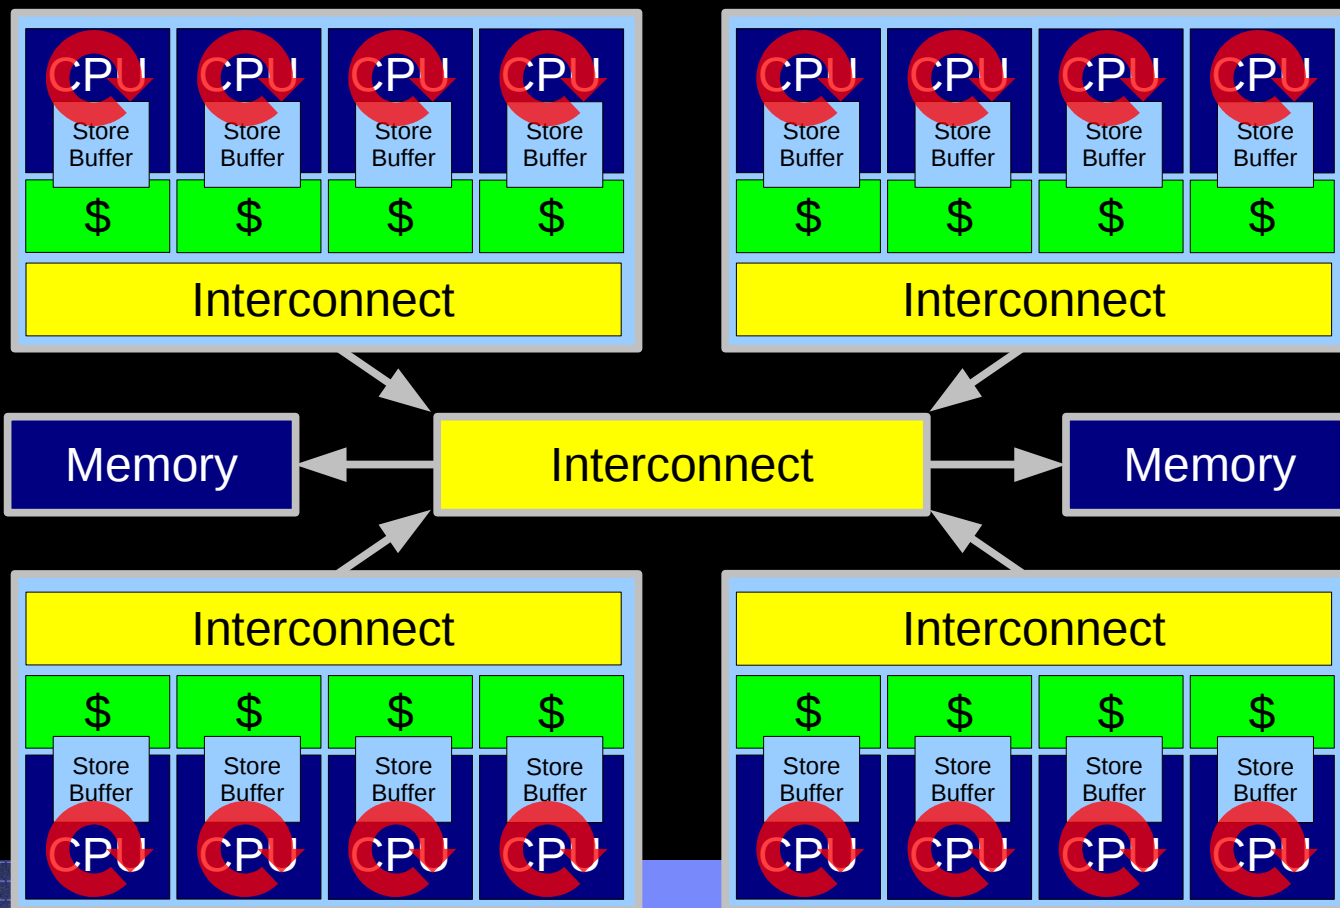 CPU CPU CPU CPU CPU CPU CPU CPU
Store Store Store Store Store Store Store Store
Buffer Buffer Buffer Buffer Buffer Buffer Buffer Buffer
$ $ $ $ $ $ $ $
Interconnect Interconnect
Memory Interconnect Memory
Interconnect Interconnect
$ $ $ $ $ $ $ $
Store Store Store Store Store Store Store Store
Buffer Buffer Buffer Buffer Buffer Buffer Buffer Buffer
CPU CPU CPU CPU CPU CPU CPU CPU